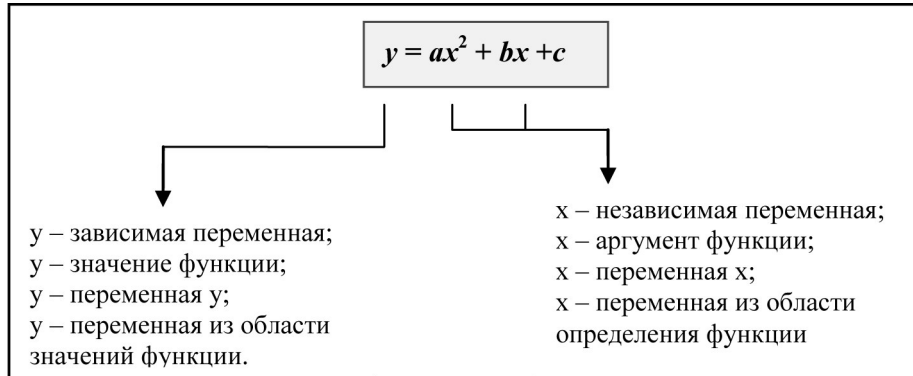 y = ax² + bx +c
y – зависимая переменная;
y – значение функции;
y – переменная y;
y – переменная из области
значений функции.
x – независимая переменная;
x – аргумент функции;
x – переменная x;
x – переменная из области
определения функции